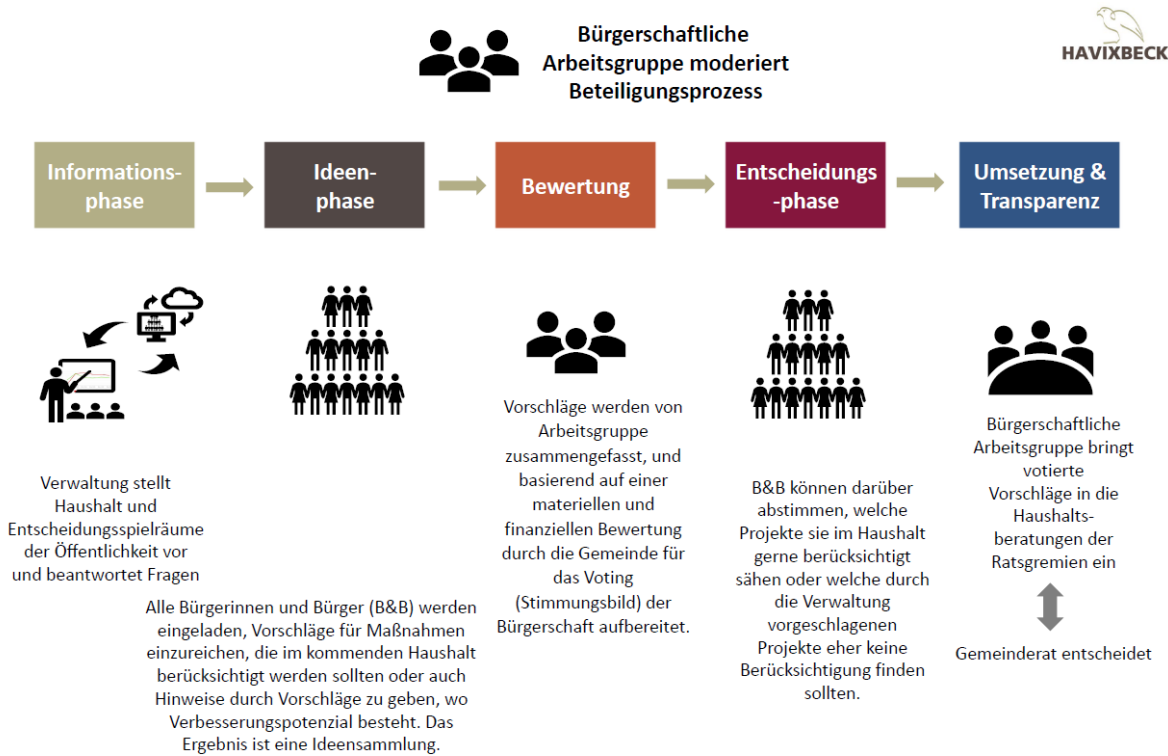 Bürgerschaftliche
Arbeitsgruppe moderiert
Beteiligungsprozess
HAVIXBECK
Informations-
phase
Ideen-
phase
Bewertung
Entscheidungs
-phase
Umsetzung &
Transparenz
Verwaltung stellt
Haushalt und
Entscheidungsspielräume
der Öffentlichkeit vor
und beantwortet Fragen
Alle Bürgerinnen und Bürger (B&B) werden
eingeladen, Vorschläge für Maßnahmen
einzureichen, die im kommenden Haushalt
berücksichtigt werden sollten oder auch
Hinweise durch Vorschläge zu geben, wo
Verbesserungspotenzial besteht. Das
Ergebnis ist eine Ideensammlung.
Vorschläge werden von
Arbeitsgruppe
zusammengefasst, und
basierend auf einer
materiellen und
finanziellen Bewertung
durch die Gemeinde für
das Voting
(Stimmungsbild) der
Bürgerschaft aufbereitet.
B&B können darüber
abstimmen, welche
Projekte sie im Haushalt
gerne berücksichtigt
sähen oder welche durch
die Verwaltung
vorgeschlagenen
Projekte eher keine
Berücksichtigung finden
sollten.
Bürgerschaftliche
Arbeitsgruppe bringt
votierte
Vorschläge in die
Haushalts-
beratungen der
Ratsgremien ein
Gemeinderat entscheidet